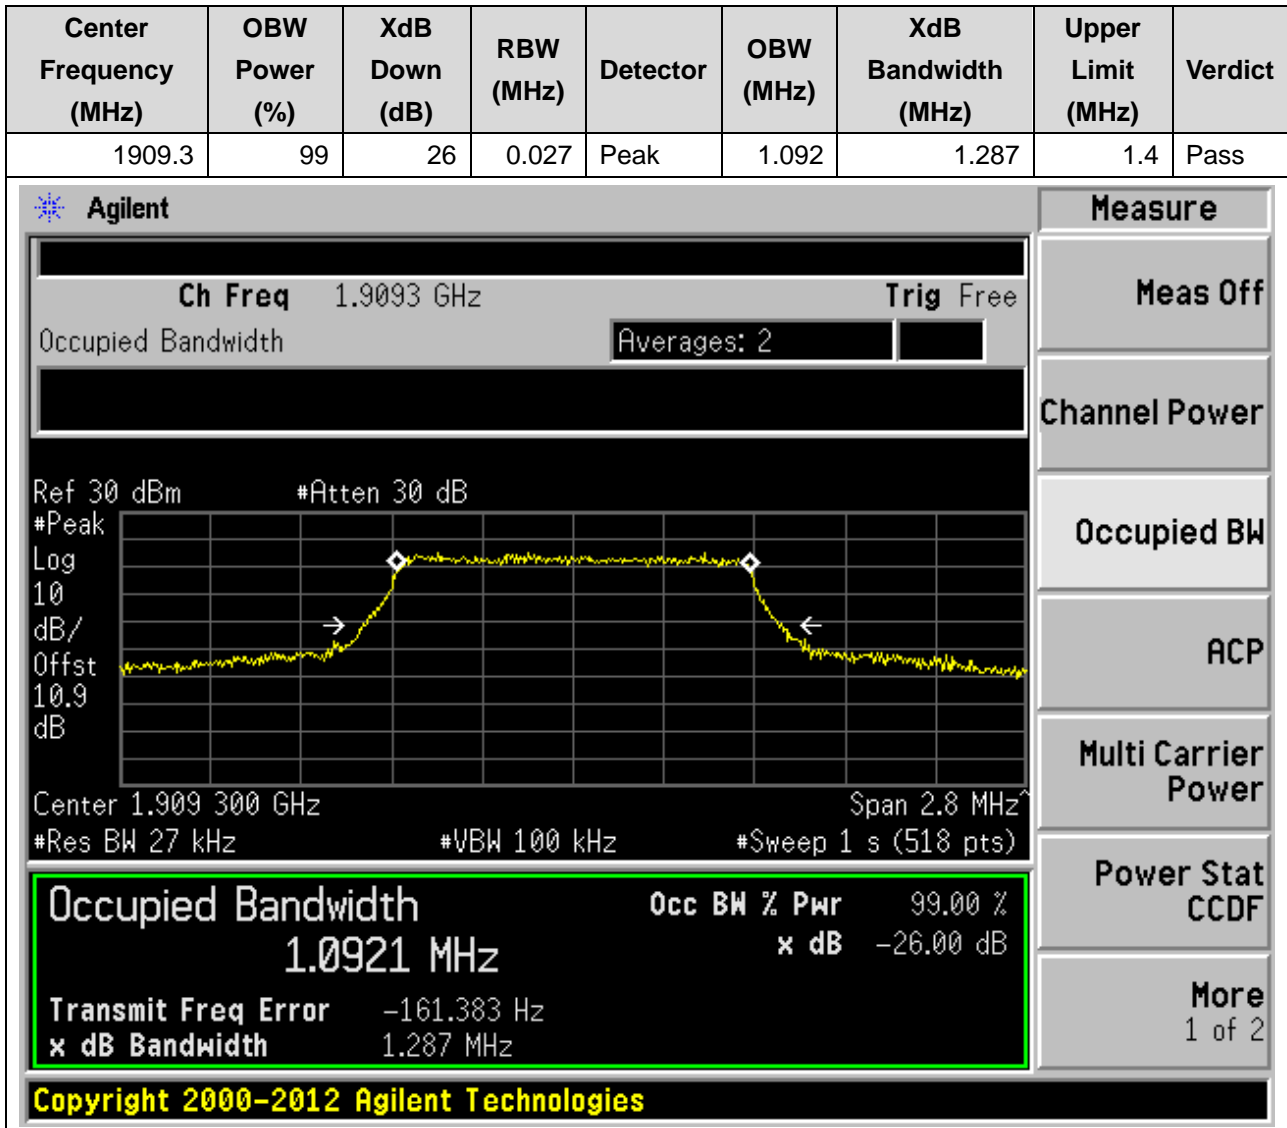 Center Frequency (MHz) OBW Power (%) XdB Down (dB) RBW (MHz) Detector OBW (MHz) XdB Bandwidth (MHz) Upper Limit (MHz) Verdict
1909.3 99 26 0.027 Peak 1.092 1.287 1.4 Pass
Agilent
Measure
Ch Freq 1.9093 GHz Trig Free
Meas Off
Occupied Bandwidth Averages: 2
Channel Power
Ref 30 dBm #Atten 30 dB
#Peak
Log
10
dB/
Offst
10.9
dB
Occupied BW
ACP
Multi Carrier
Power
Center 1.909 300 GHz Span 2.8 MHz^
#Res BW 27 kHz #VBW 100 kHz #Sweep 1 s (518 pts)
Power Stat
CCDF
Occupied Bandwidth Occ BW % Pwr 99.00 %
1.0921 MHz x dB -26.00 dB
Transmit Freq Error -161.383 Hz
x dB Bandwidth 1.287 MHz
More
1 of 2
Copyright 2000-2012 Agilent Technologies